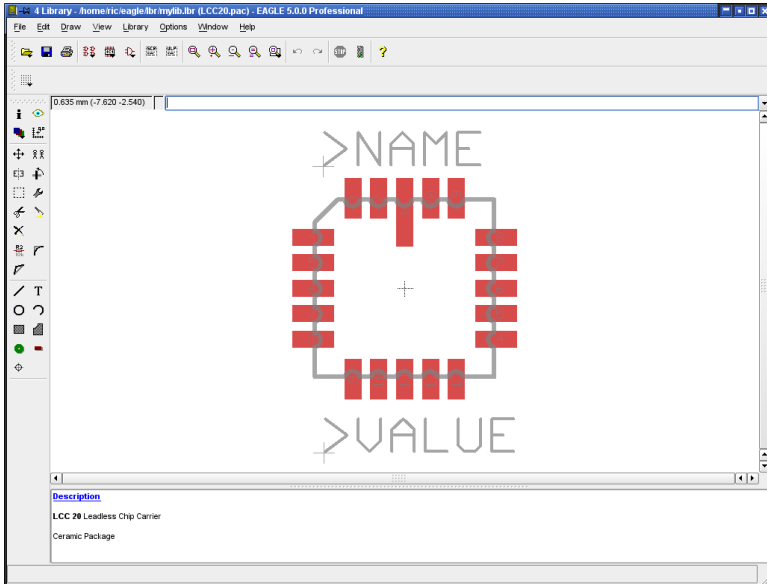 4 Library - /home/ric/eagle/lbr/mylib.lbr (LCC20.pac) - EAGLE 5.0.0 Professional
File Edit Draw View Library Options Window Help
0.635 mm (-7.620 -2.540)
>NAME
>VALUE
Description
LCC 20 Leadless Chip Carrier
Ceramic Package